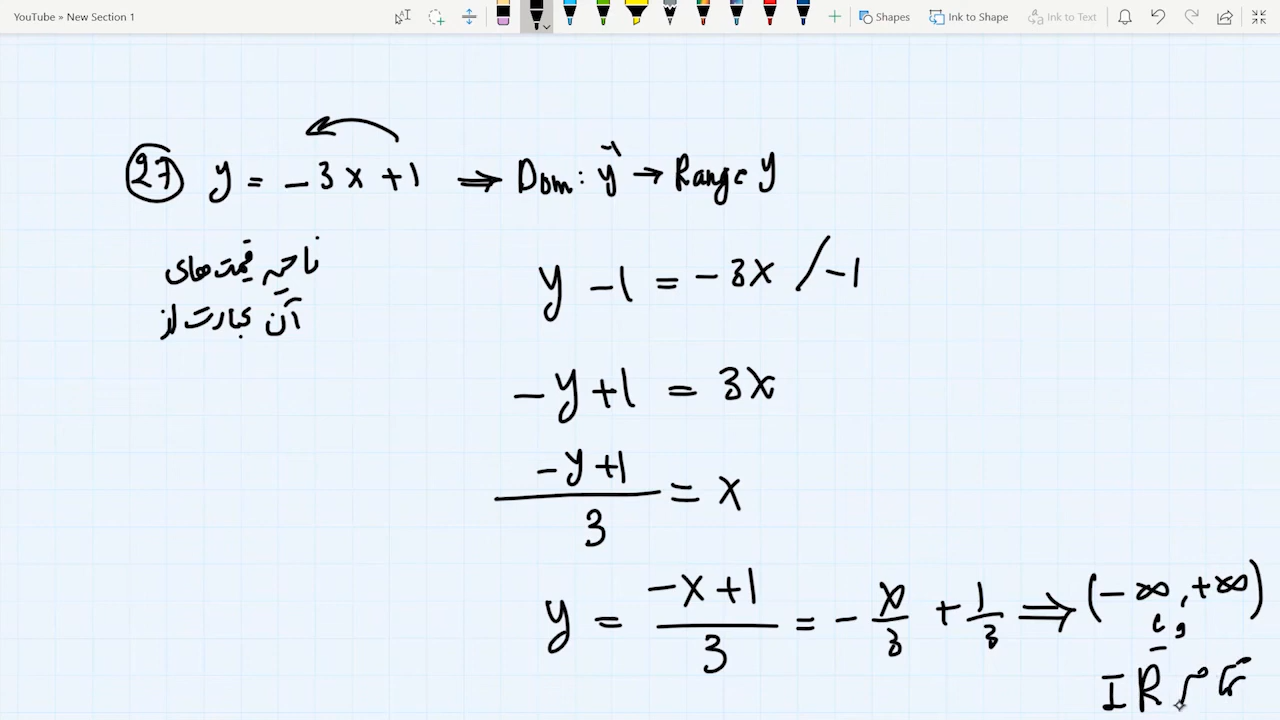 YouTube » New Section 1
Shapes Ink to Shape Ink to Text
27 y = -3x +1 ⇒ Dom: y⁻¹ → Range y
ناحیه قیمت های
آن عبارت از
y -1 = -3x / -1
-y+1 = 3x
(-y+1)/3 = x
y = (-x+1)/3 = -x/3 + 1/3 ⇒ (-∞, +∞)
IR